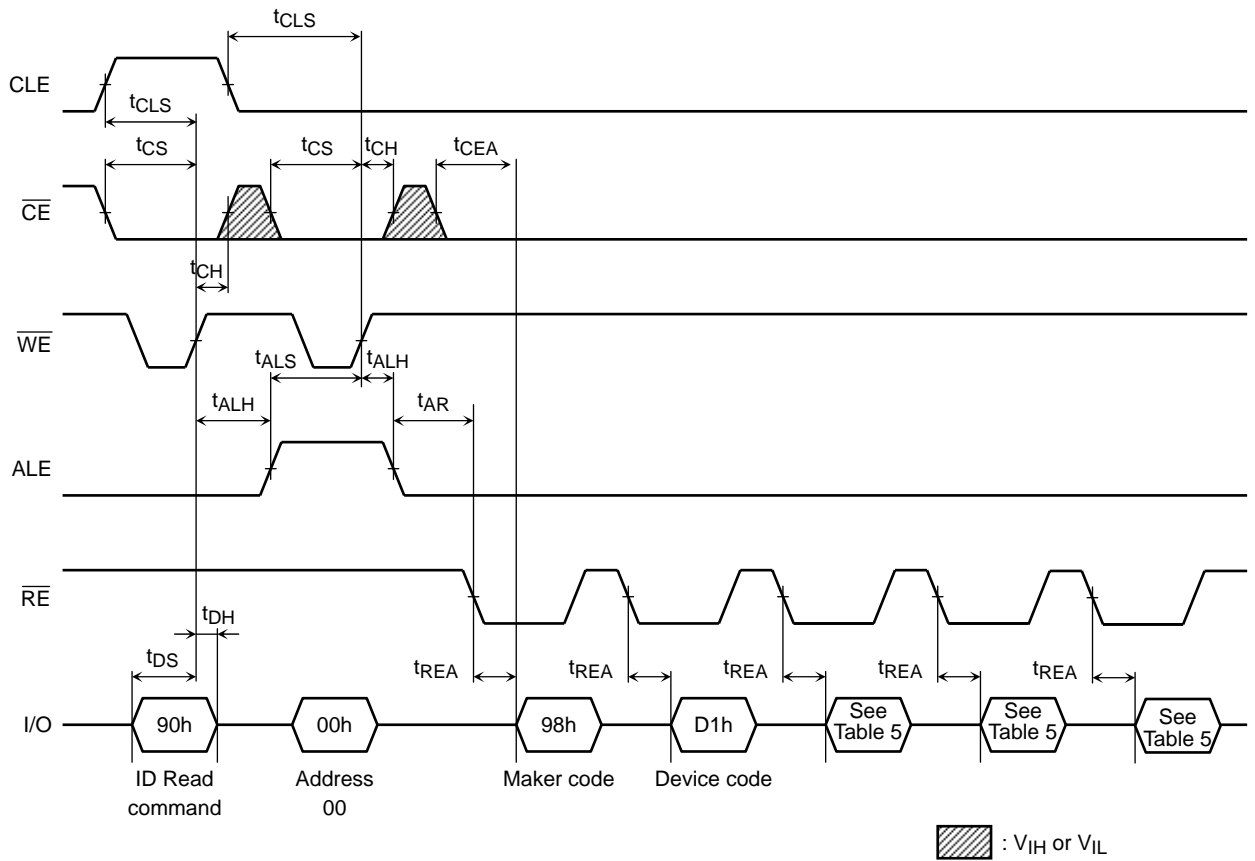 tCLS
CLE
tCLS
tCS
tCS
tCH
tCEA
CE
tCH
WE
tALS
tALH
tALH
tAR
ALE
RE
tDH
tDS
tREA
tREA
tREA
tREA
tREA
I/O
90h
00h
98h
D1h
See
Table 5
See
Table 5
See
Table 5
ID Read
command
Address
00
Maker code
Device code
: VIH or VIL